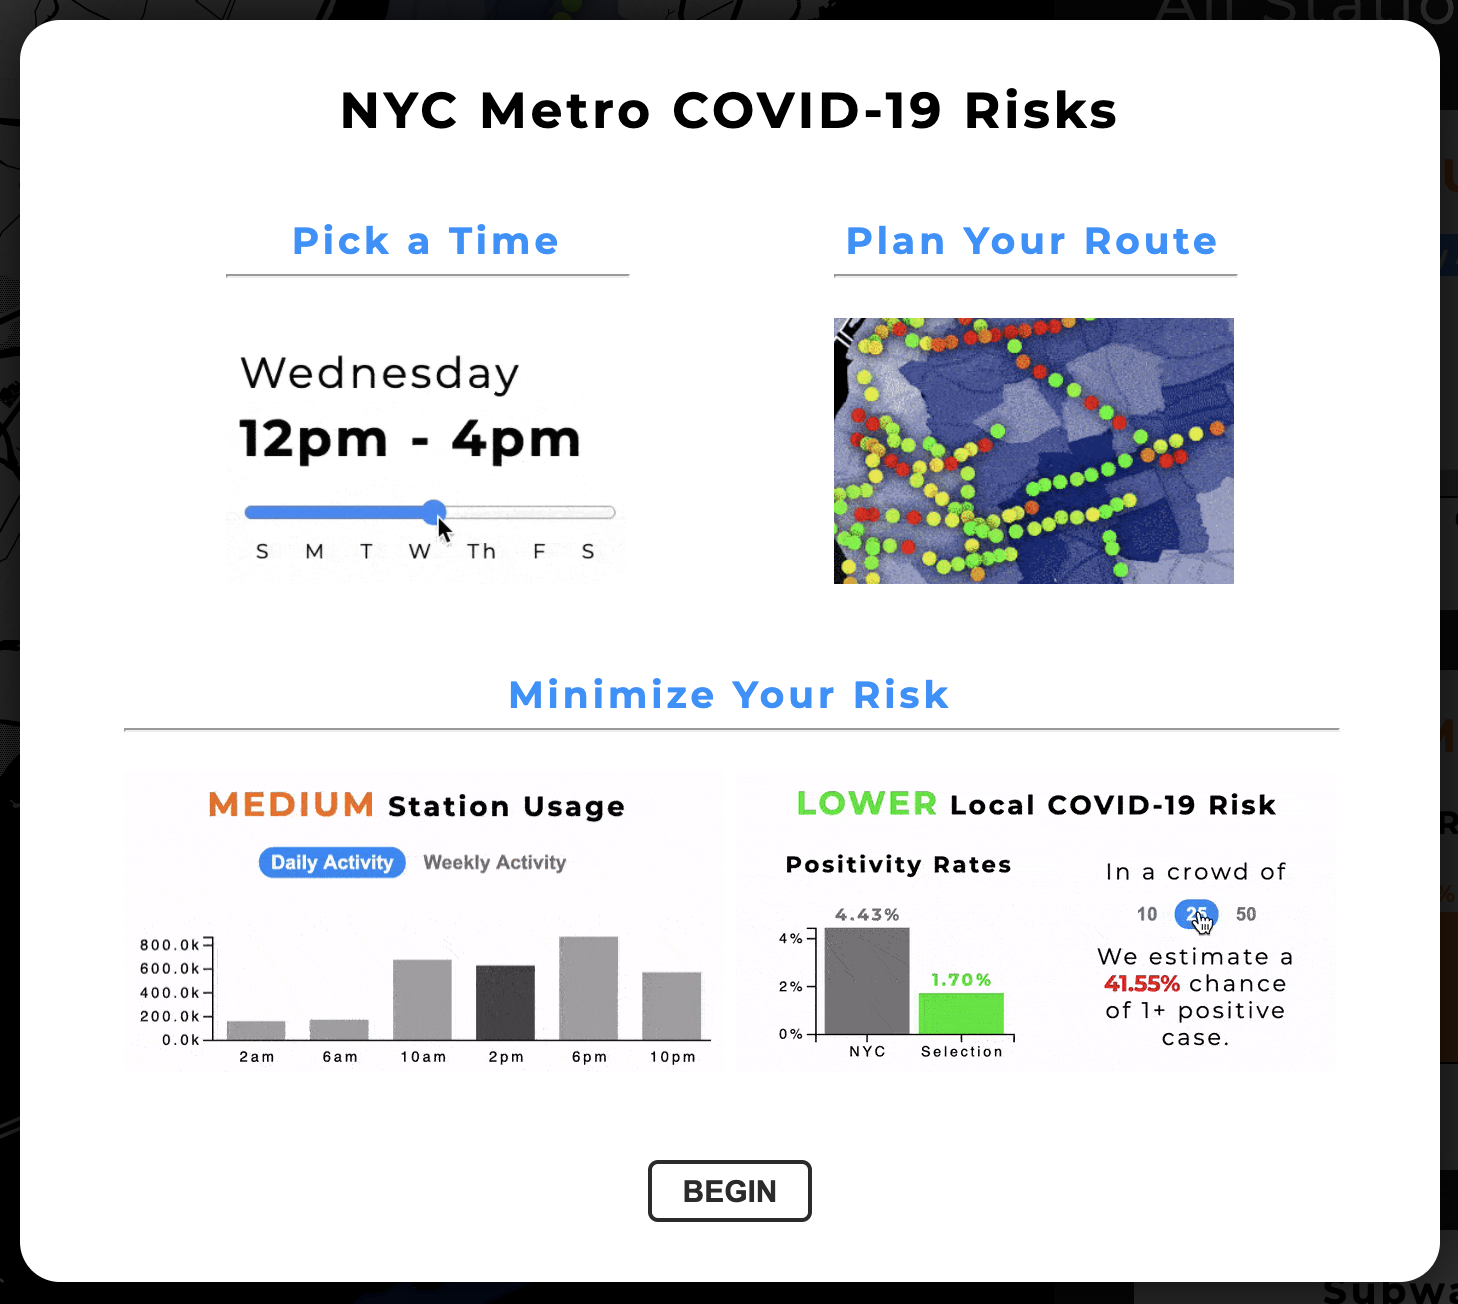 NYC Metro COVID-19 Risks
Pick a Time
Wednesday
12pm - 4pm
S M T W Th F S
Plan Your Route
Minimize Your Risk
MEDIUM Station Usage
Daily Activity Weekly Activity
800.0k
600.0k
400.0k
200.0k
0.0k
2am 6am 10am 2pm 6pm 10pm
LOWER Local COVID-19 Risk
Positivity Rates
4.43%
1.70%
4%
2%
0%
NYC Selection
In a crowd of
10 25 50
We estimate a
41.55% chance
of 1+ positive
case.
BEGIN